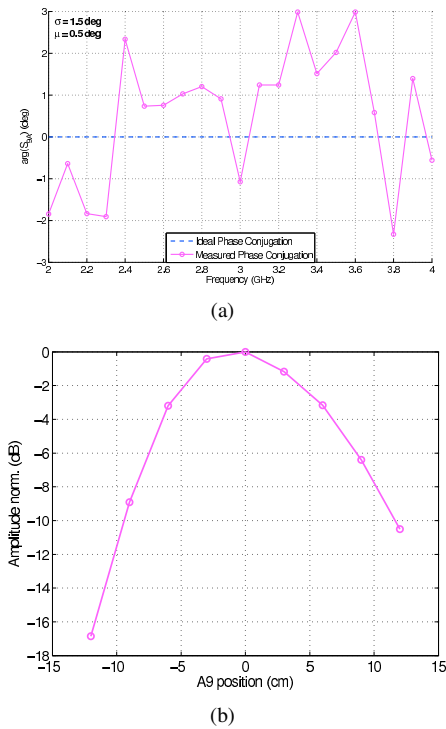 σ = 1.5 deg
μ = 0.5 deg
3
2
1
0
−1
−2
−3
arg(S_{9A}) (deg)
2 2.2 2.4 2.6 2.8 3 3.2 3.4 3.6 3.8 4
Ideal Phase Conjugation
Measured Phase Conjugation
Frequency (GHz)
(a)
0
−2
−4
−6
−8
−10
−12
−14
−16
−18
Amplitude norm. (dB)
−15 −10 −5 0 5 10 15
A9 position (cm)
(b)